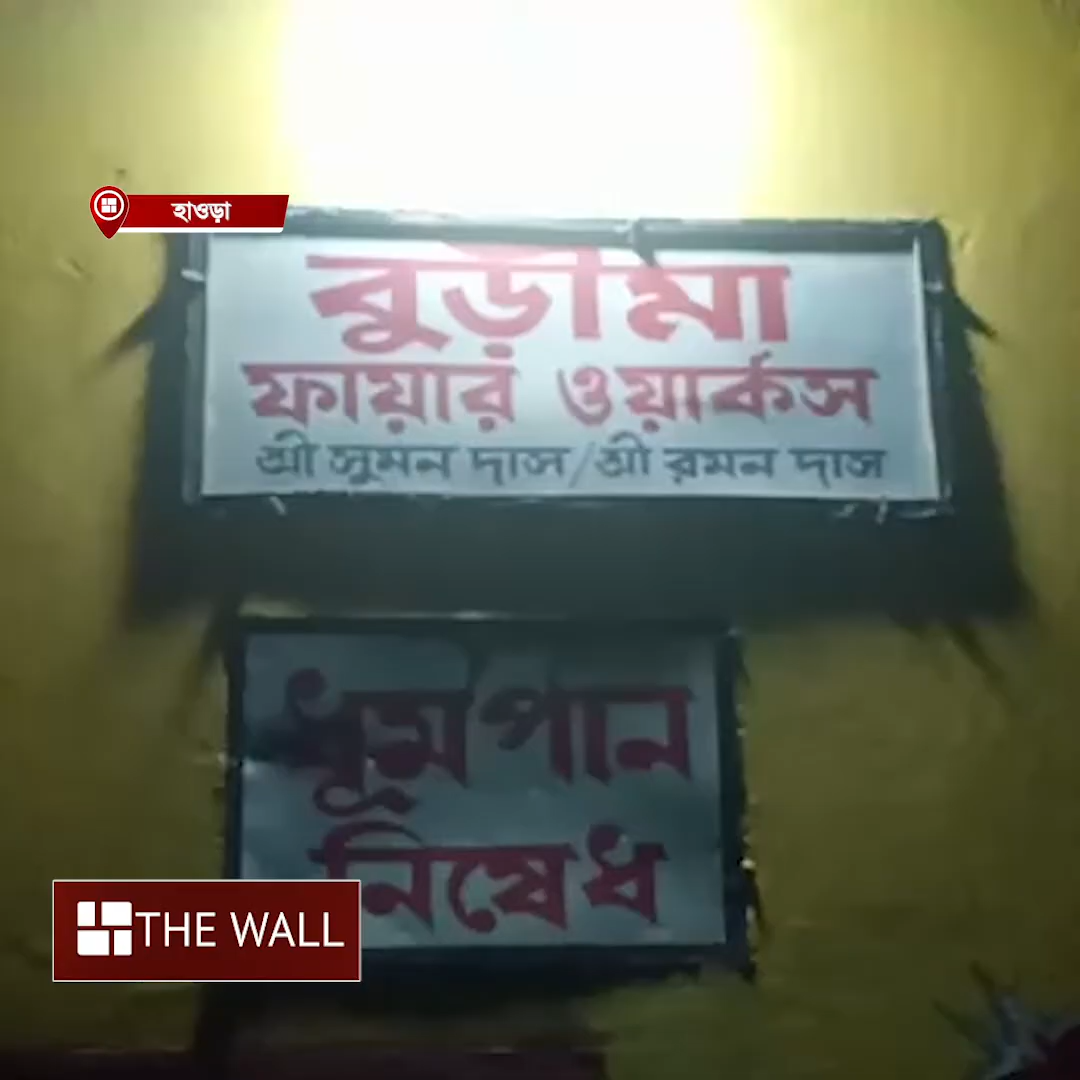 হাওড়া
বুড়ীমা
ফায়ার ওয়ার্কস
শ্রী সুমন দাস/শ্রী রমন দাস
ধূমপান
নিষেধ
THE WALL